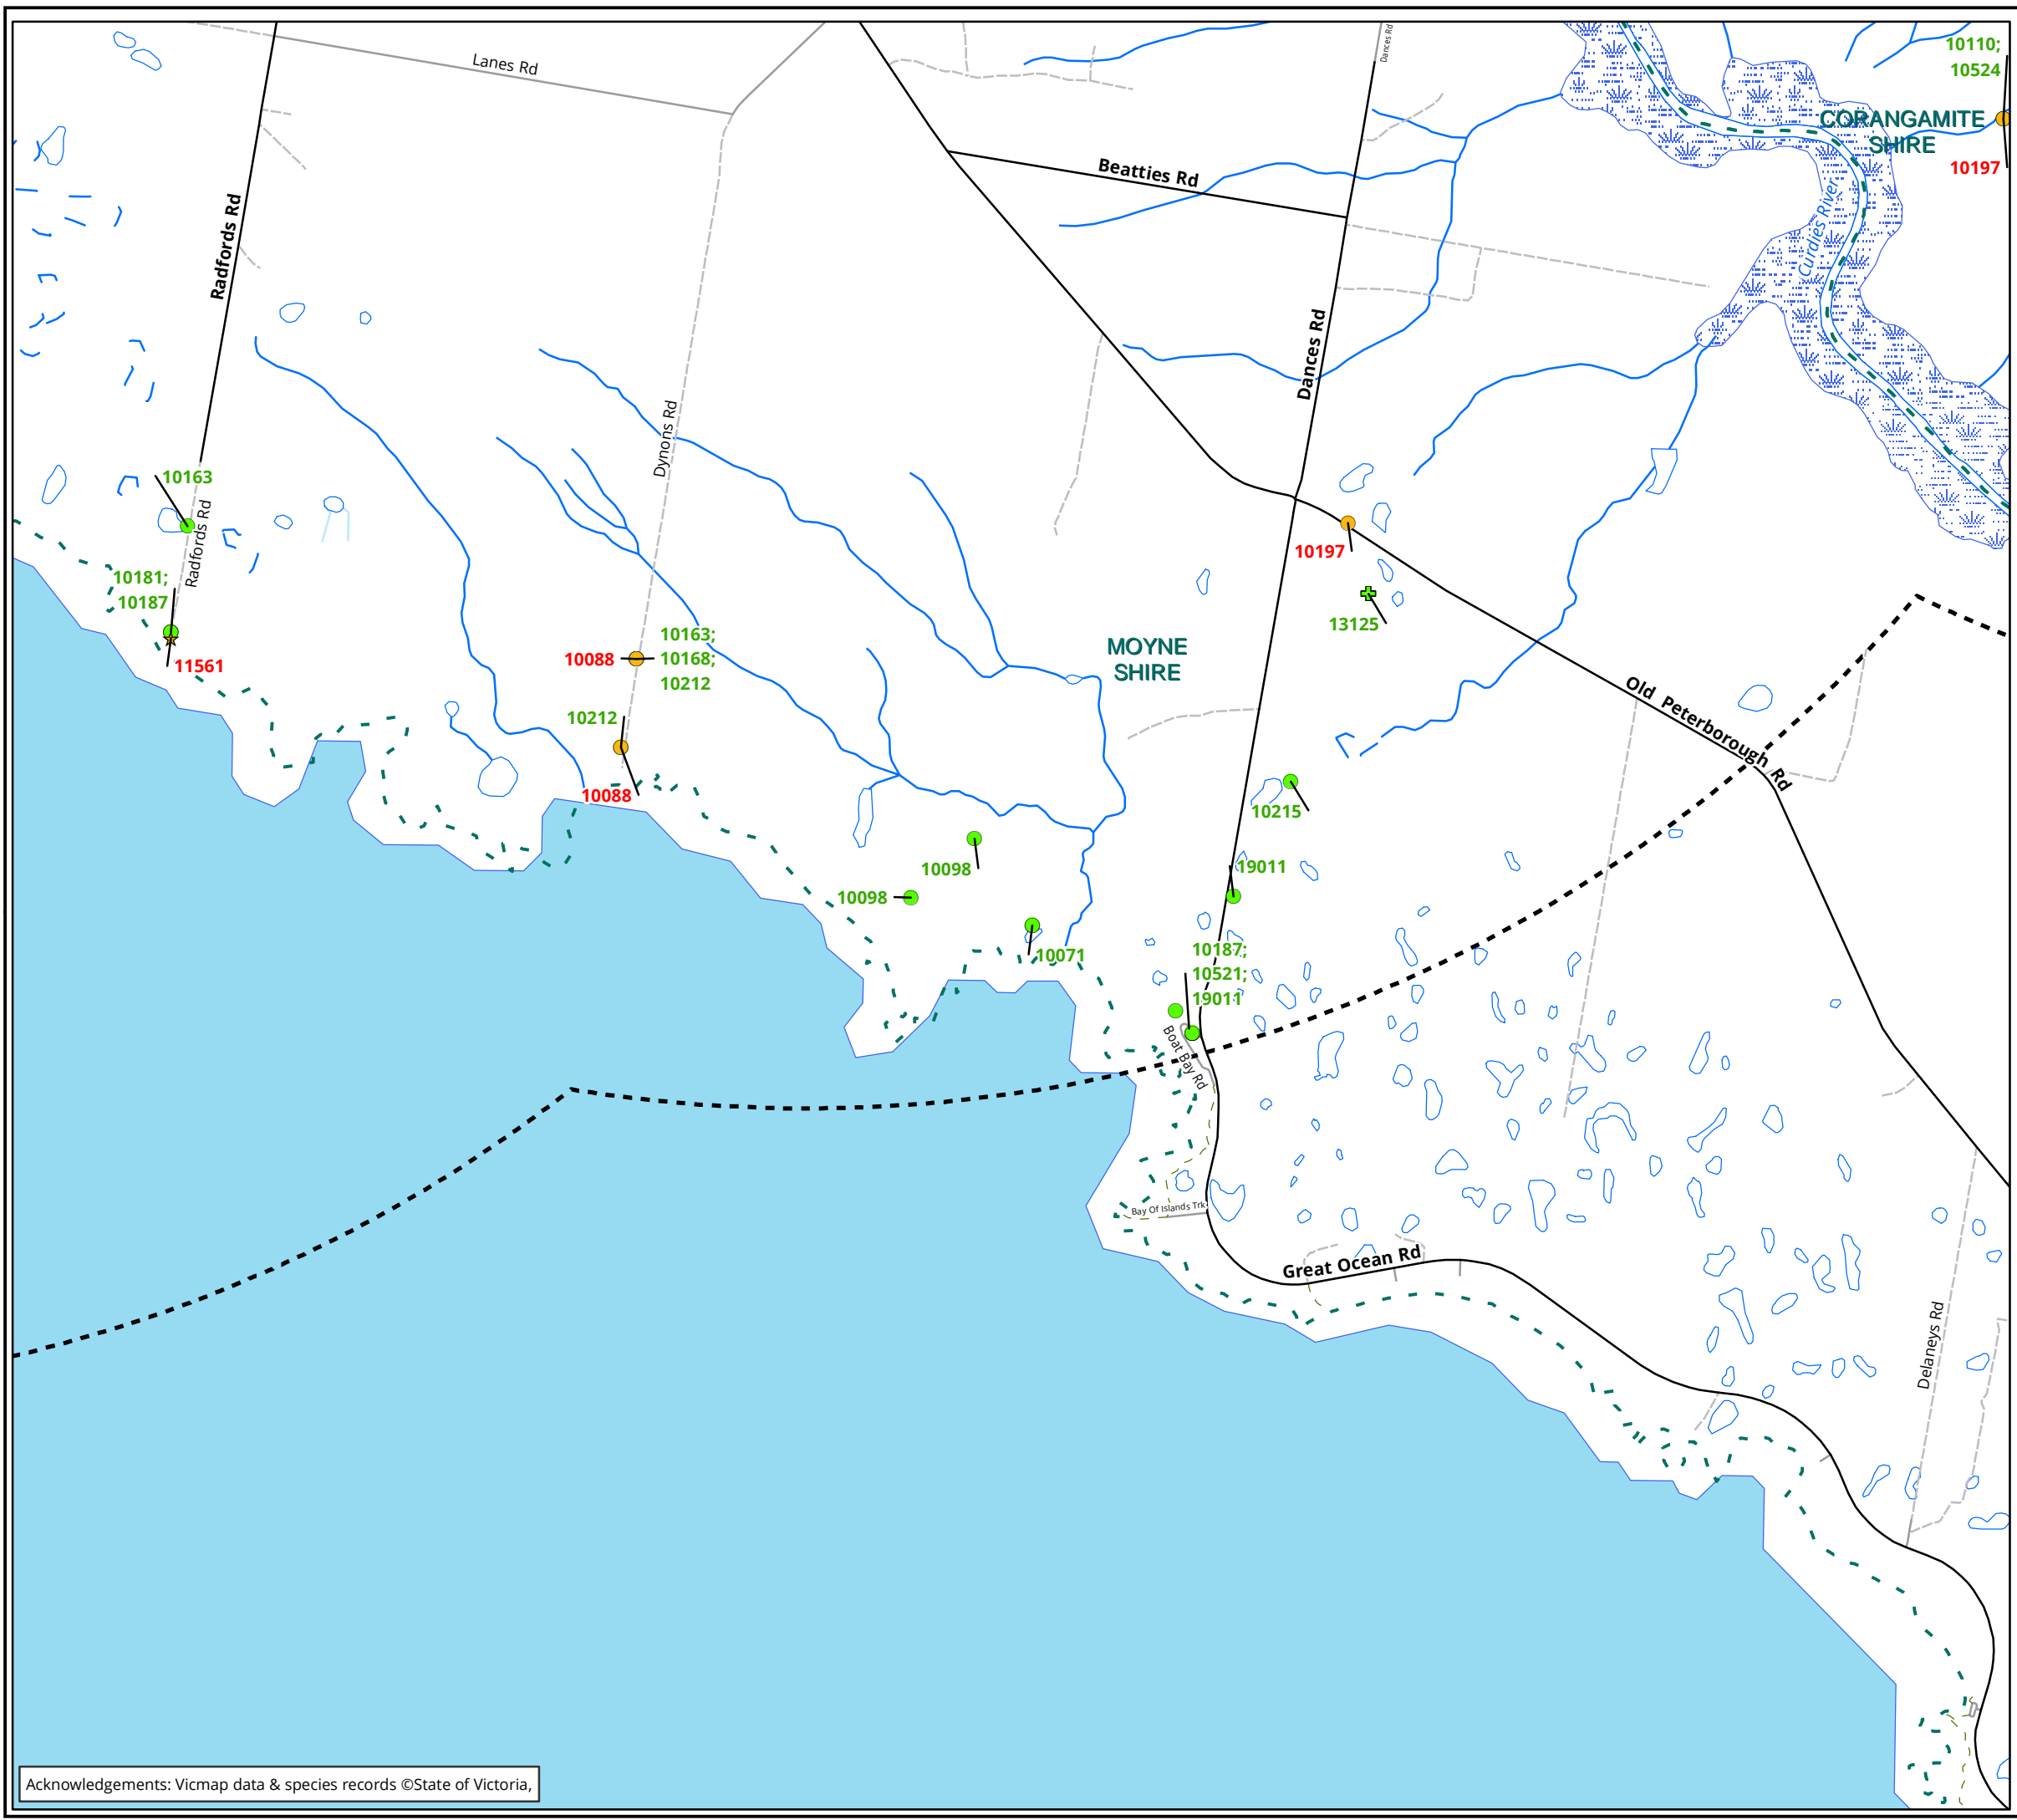 Dances Rd
10110;
10524
Lanes Rd
CORANGAMITE
SHIRE
Beatties Rd
10197
Radfords Rd
Curdies River
Dances Rd
Dynons Rd
10163
Radfords Rd
10197
10181;
10187
13125
11561
10088
10163;
10168;
10212
MOYNE
SHIRE
Old Peterborough Rd
10212
10088
10215
10098
19011
10098
10071
10187;
10521;
19011
Boat Bay Rd
Bay Of Islands Trk
Great Ocean Rd
Delaneys Rd
Acknowledgements: Vicmap data & species records ©State of Victoria,